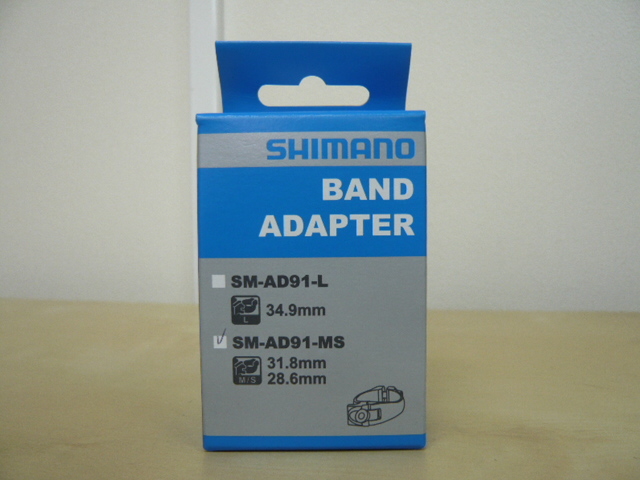 SHIMANO
BAND
ADAPTER
SM-AD91-L
L
34.9mm
SM-AD91-MS
31.8mm
M/S
28.6mm